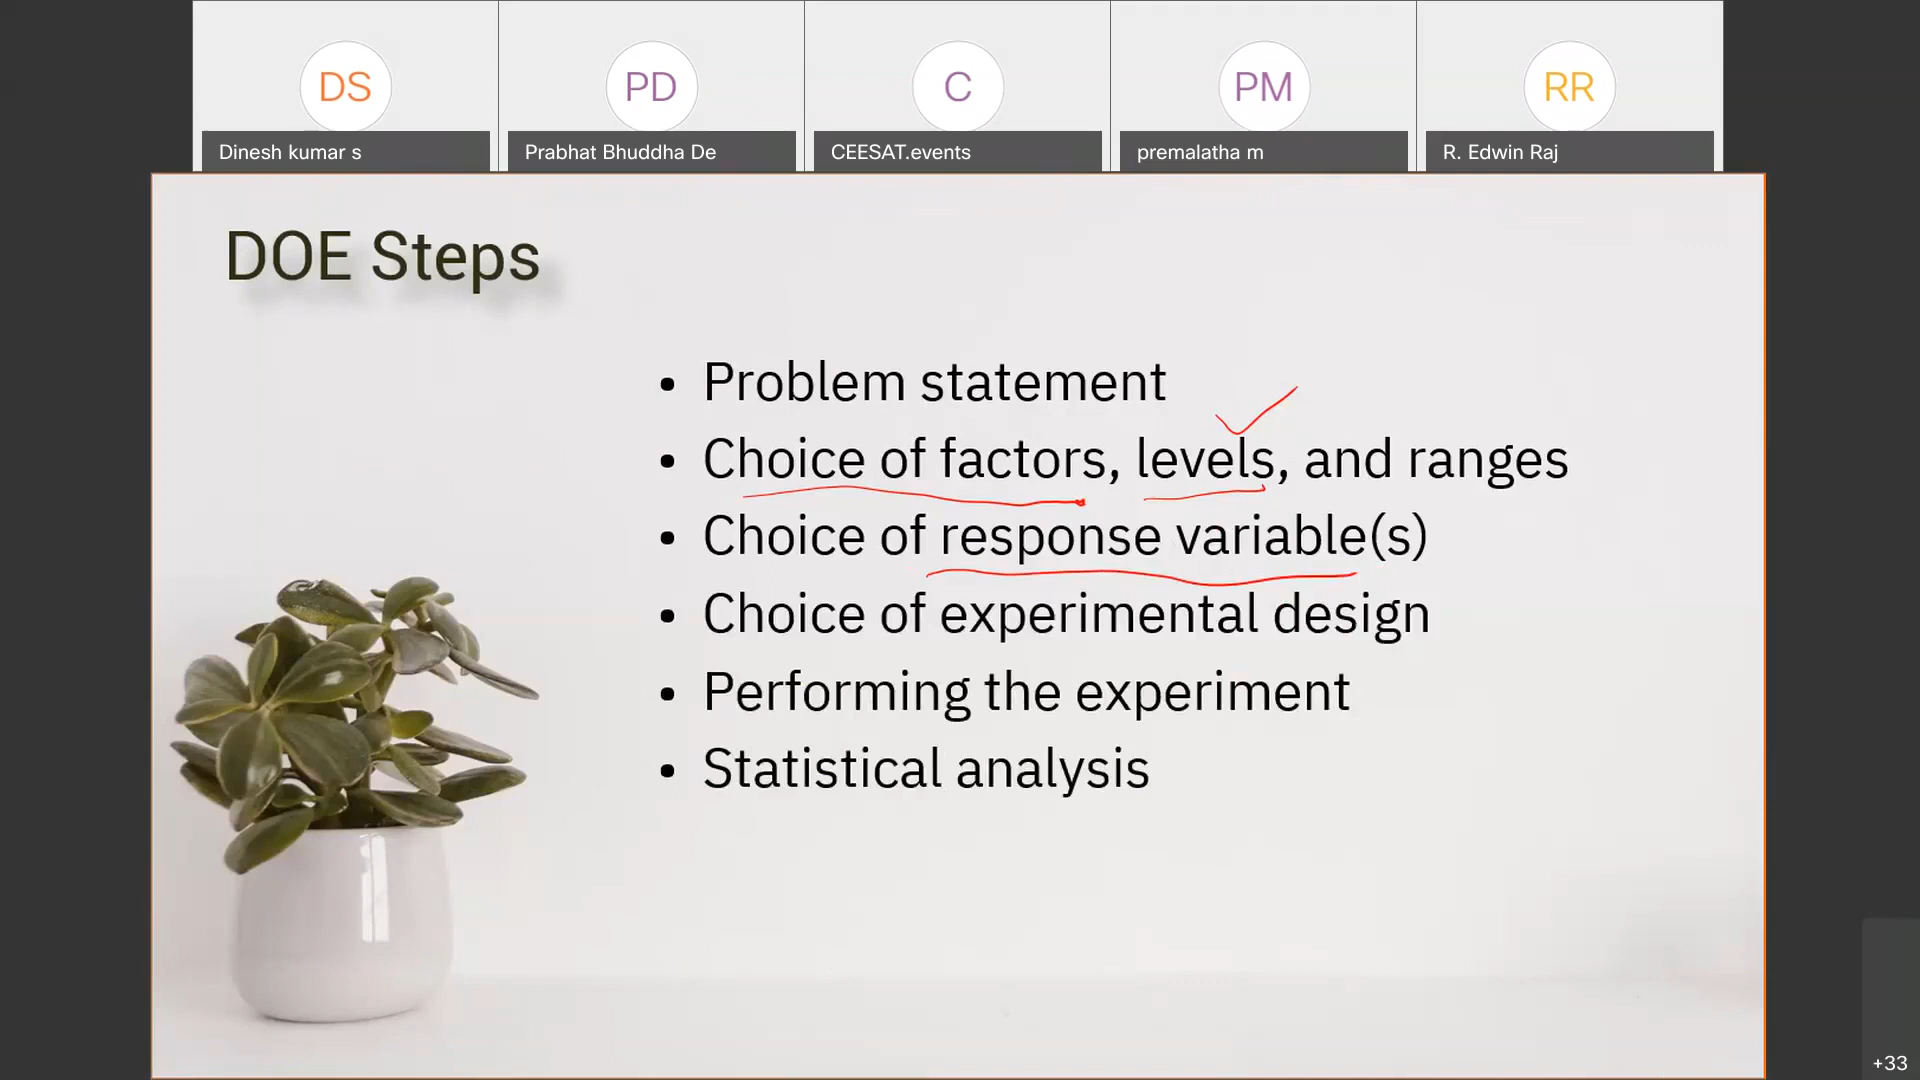 DS
PD
C
PM
RR
Dinesh kumar s
Prabhat Bhuddha De
CEESAT.events
premalatha m
R. Edwin Raj
DOE Steps
• Problem statement
• Choice of factors, levels, and ranges
• Choice of response variable(s)
• Choice of experimental design
• Performing the experiment
• Statistical analysis
+33